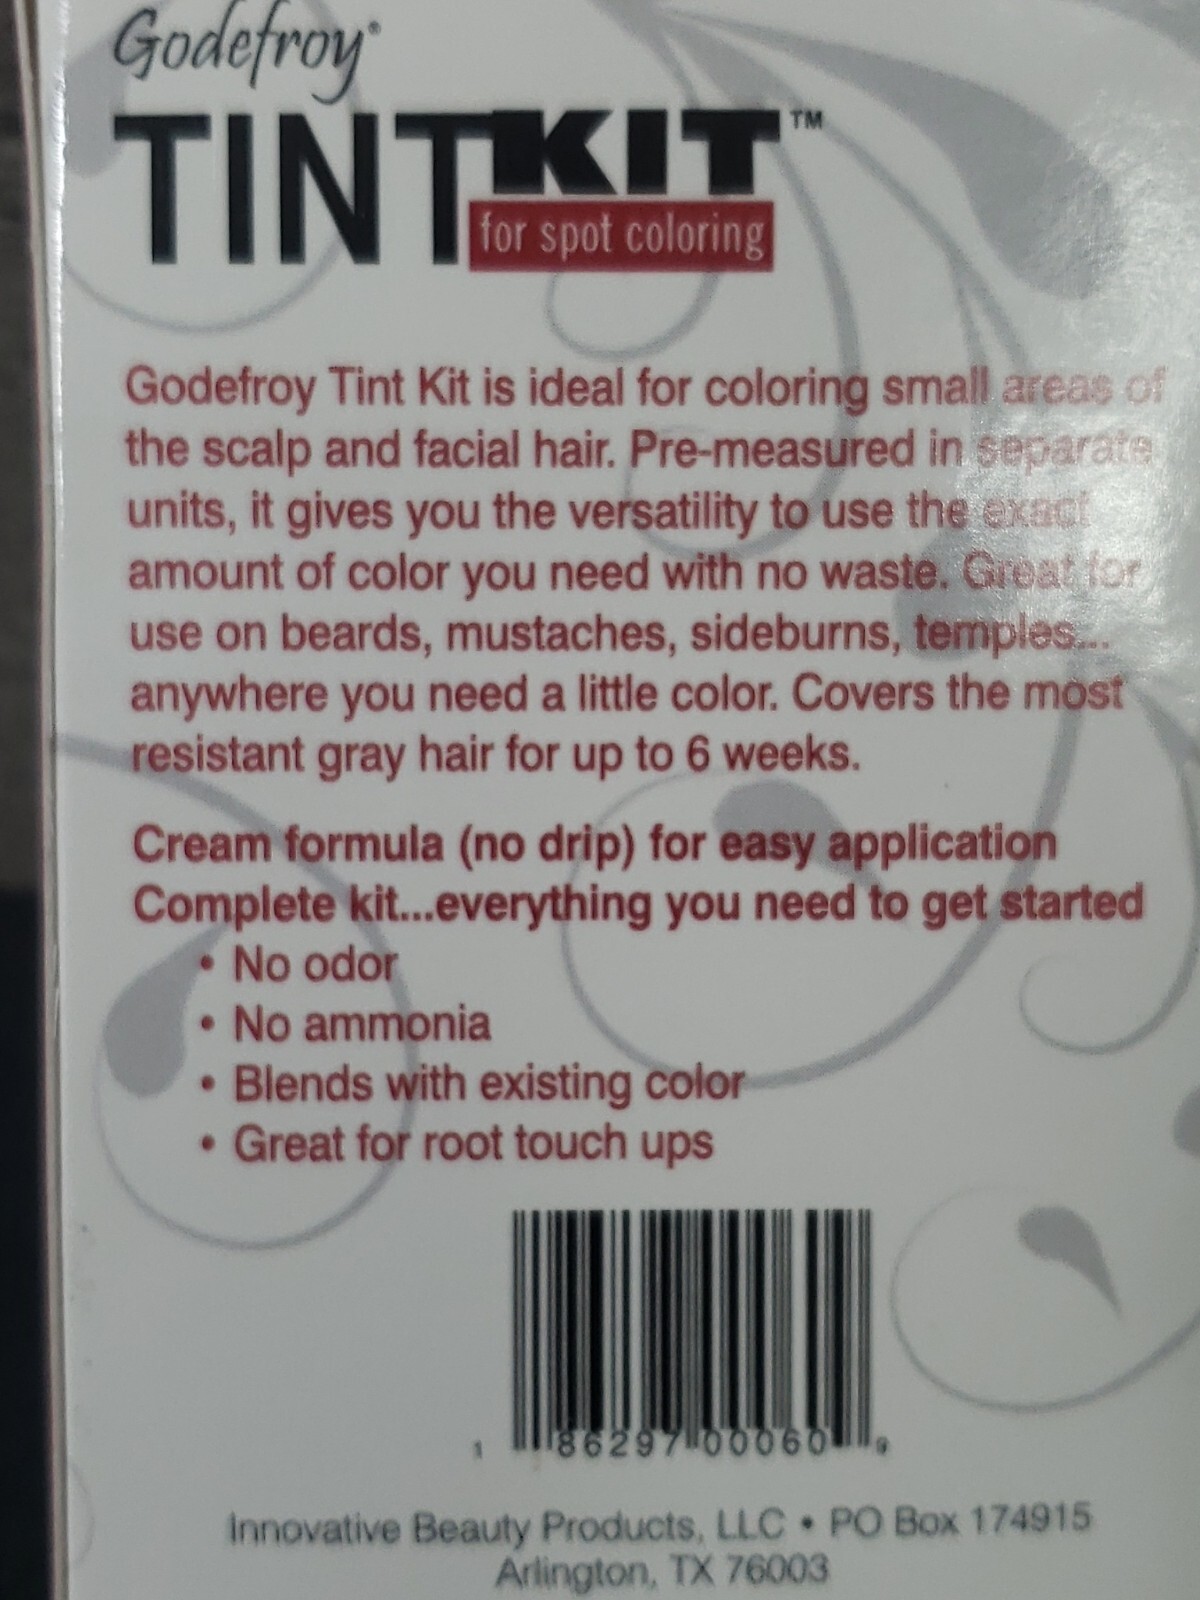 Godefroy®
TINTKIT™
for spot coloring
Godefroy Tint Kit is ideal for coloring small areas of
the scalp and facial hair. Pre-measured in separate
units, it gives you the versatility to use the exact
amount of color you need with no waste. Great for
use on beards, mustaches, sideburns, temples...
anywhere you need a little color. Covers the most
resistant gray hair for up to 6 weeks.
Cream formula (no drip) for easy application
Complete kit...everything you need to get started
• No odor
• No ammonia
• Blends with existing color
• Great for root touch ups
1 86297 00060 9
Innovative Beauty Products, LLC • PO Box 174915
Arlington, TX 76003